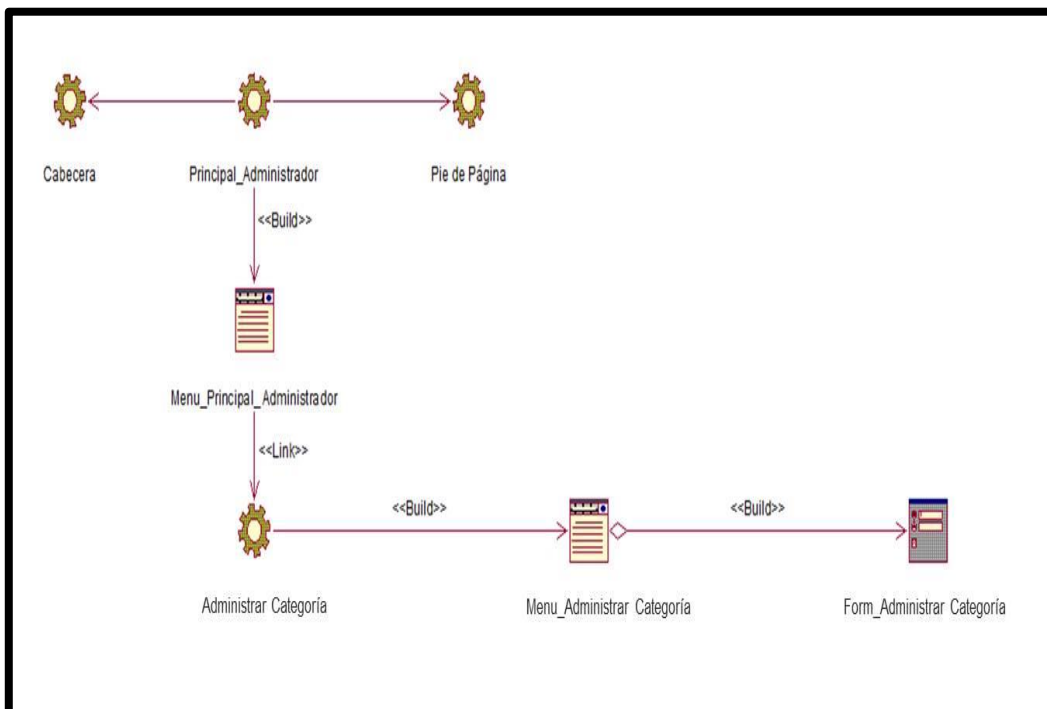 Cabecera
Principal_Administrador
Pie de Página
<<Build>>
Menu_Principal_Administrador
<<Link>>
<<Build>>
<<Build>>
Administrar Categoría
Menu_Administrar Categoría
Form_Administrar Categoría